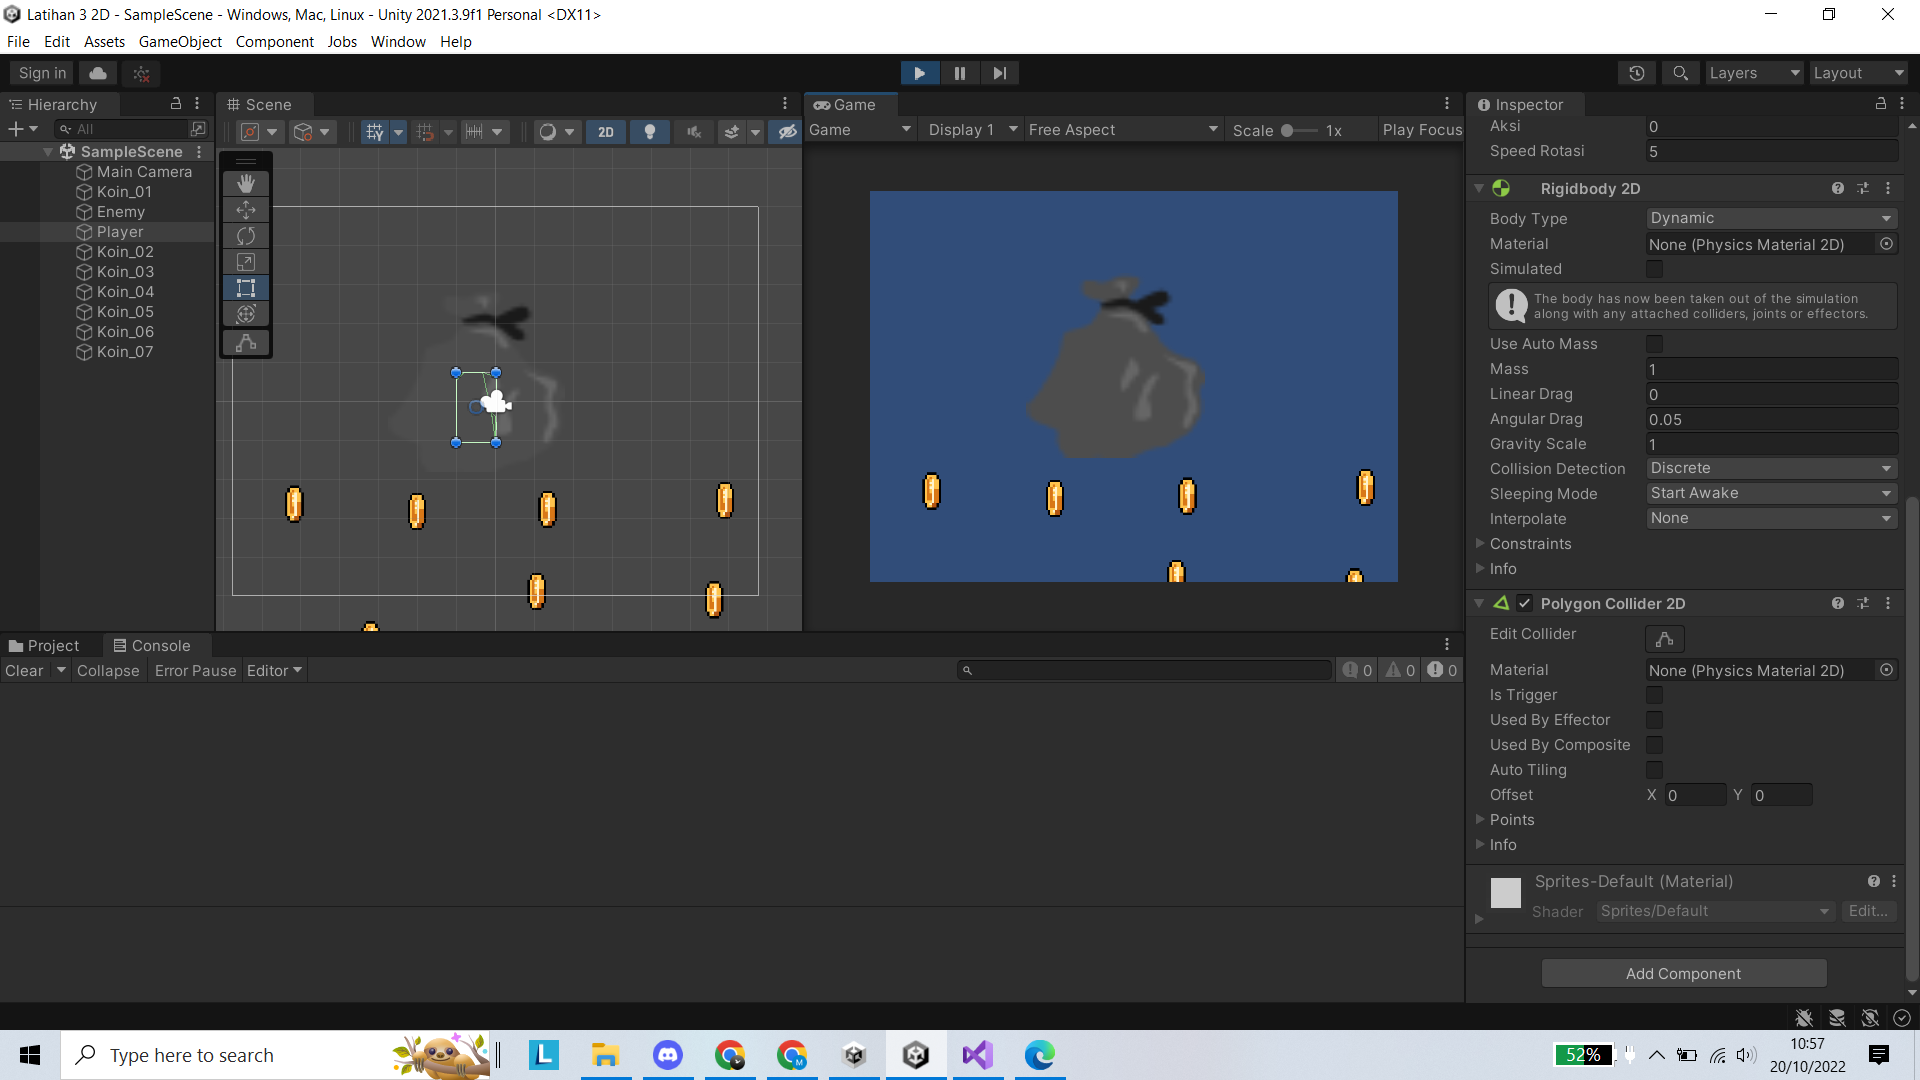 Latihan 3 2D - SampleScene - Windows, Mac, Linux - Unity 2021.3.9f1 Personal <DX11>
File Edit Assets GameObject Component Jobs Window Help
Sign in
Layers
Layout
Hierarchy
All
SampleScene
Main Camera
Koin_01
Enemy
Player
Koin_02
Koin_03
Koin_04
Koin_05
Koin_06
Koin_07
Scene
2D
Game
Game
Display 1
Free Aspect
Scale
1x
Play Focus
Inspector
Aksi 0
Speed Rotasi 5
Rigidbody 2D
Body Type Dynamic
Material None (Physics Material 2D)
Simulated
The body has now been taken out of the simulation
along with any attached colliders, joints or effectors.
Use Auto Mass
Mass 1
Linear Drag 0
Angular Drag 0.05
Gravity Scale 1
Collision Detection Discrete
Sleeping Mode Start Awake
Interpolate None
Constraints
Info
Polygon Collider 2D
Edit Collider
Material None (Physics Material 2D)
Is Trigger
Used By Effector
Used By Composite
Auto Tiling
Offset X 0 Y 0
Points
Info
Sprites-Default (Material)
Shader Sprites/Default Edit...
Add Component
Project
Console
Clear Collapse Error Pause Editor
0 0 0
Type here to search
L
M
52%
10:57
20/10/2022